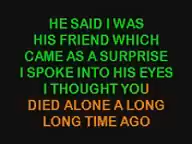 HE SAID I WAS
HIS FRIEND WHICH
CAME AS A SURPRISE
I SPOKE INTO HIS EYES
I THOUGHT YOU
DIED ALONE A LONG
LONG TIME AGO